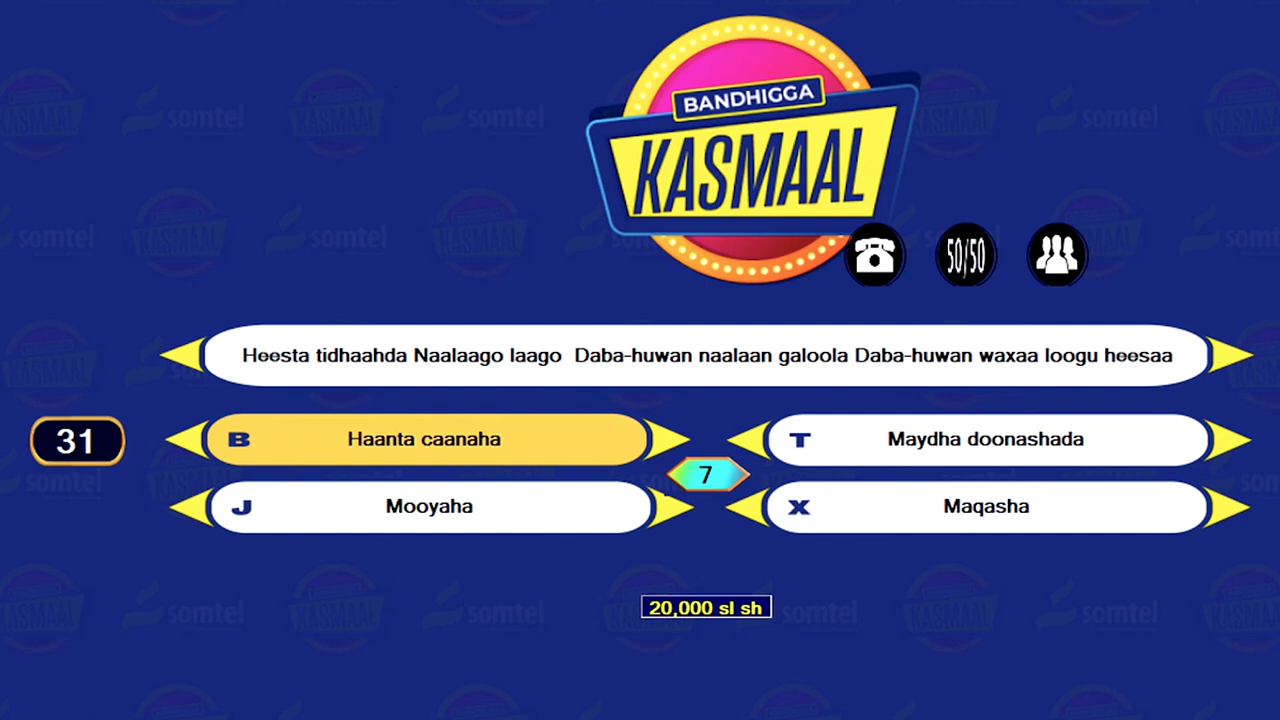 BANDHIGGA
KASMAAL
50/50
Heesta tidhaahda Naalaago laago Daba-huwan naalaan galoola Daba-huwan waxaa loogu heesaa
31
B Haanta caanaha
T Maydha doonashada
7
J Mooyaha
X Maqasha
20,000 sl sh
somtel